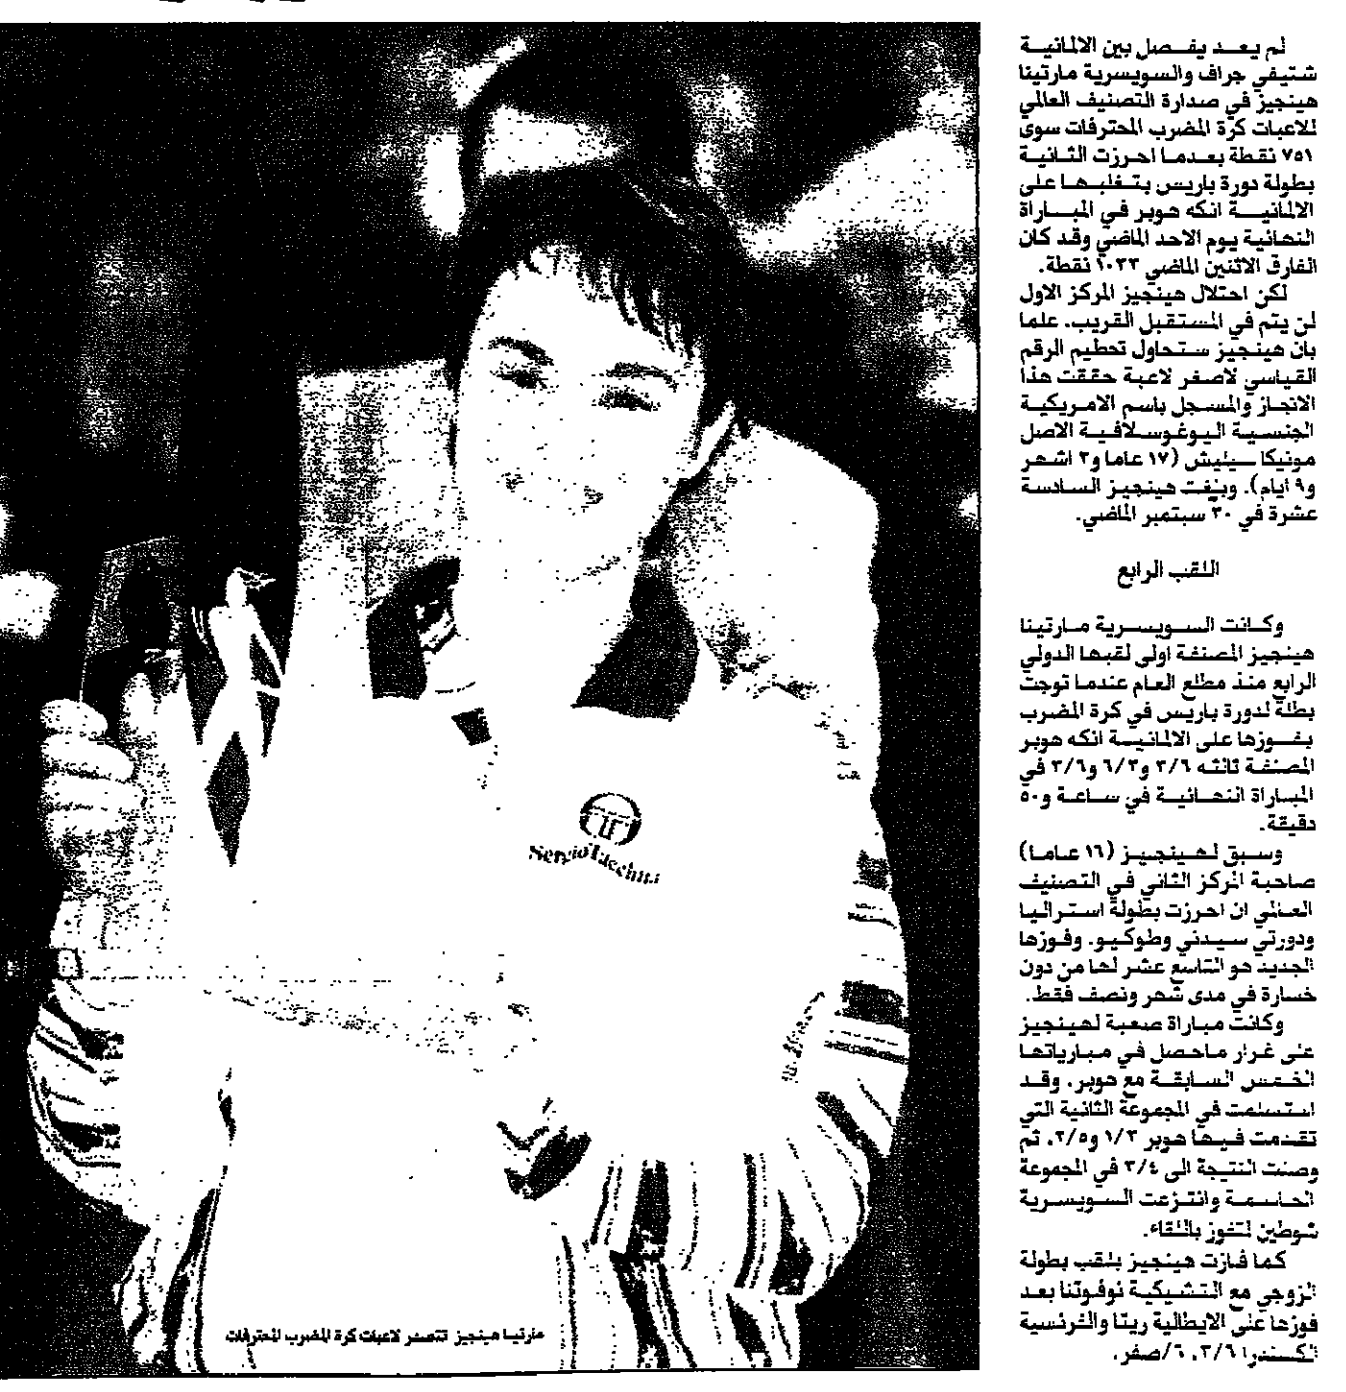 لم يعد يفصل بين الالمانية
شتيفي جراف والسويسرية مارتينا
هينجيز في صدارة التصنيف العالمي
للاعبات كرة المضرب المحترفات سوى
٧٥١ نقطة بعدما احرزت الثانية
بطولة دورة باريس بتغلبها على
الالمانية انكه هوبر في المباراة
النهائية يوم الاحد الماضي وقد كان
الفارق الاثنين الماضي ١٠٣٣ نقطة.
لكن احتلال هينجيز المركز الاول
لن يتم في المستقبل القريب. علما
بان هينجيز ستحاول تحطيم الرقم
القياسي لاصغر لاعبة حققت هذا
الانجاز والمسجل باسم الامريكية
الجنسية اليوغوسلافية الاصل
مونيكا سيليش (١٧ عاما و٣ اشهر
و٩ ايام). وبلغت هينجيز السادسة
عشرة في ٣٠ سبتمبر الماضي.
اللقب الرابع
وكانت السويسرية مارتينا
هينجيز المصنفة اولى لقبها الدولي
الرابع منذ مطلع العام عندما توجت
بطلة لدورة باريس في كرة المضرب
بفوزها على الالمانية انكه هوبر
المصنفة ثالثه ٣/٦ و٦/٣ و٣/٦ في
المباراة النهائية في ساعة و٥٠
دقيقة.
وسبق لهينجيز (١٦ عاما)
صاحبة المركز الثاني في التصنيف
العالمي ان احرزت بطولة استراليا
ودورتي سيدني وطوكيو. وفوزها
الجديد هو التاسع عشر لها من دون
خسارة في مدى شهر ونصف فقط.
وكانت مباراة صعبة لهينجيز
على غرار ماحصل في مبارياتها
الخمس السابقة مع هوبر. وقد
استسلمت في المجموعة الثانية التي
تقدمت فيها هوبر ١/٣ و٢/٥. ثم
وصلت النتيجة الى ٣/٤ في المجموعة
الحاسمة وانتزعت السويسرية
شوطين لتفوز باللقاء.
كما فازت هينجيز بلقب بطولة
الزوجي مع التشيكية نوفوتنا بعد
فوزها على الايطالية ريتا والفرنسية
الكسندرا ٣/٦، ٦/صفر.
Sergio Tacchini
مارتيا هينجيز تتصدر لاعبات كرة المضرب المحترفات